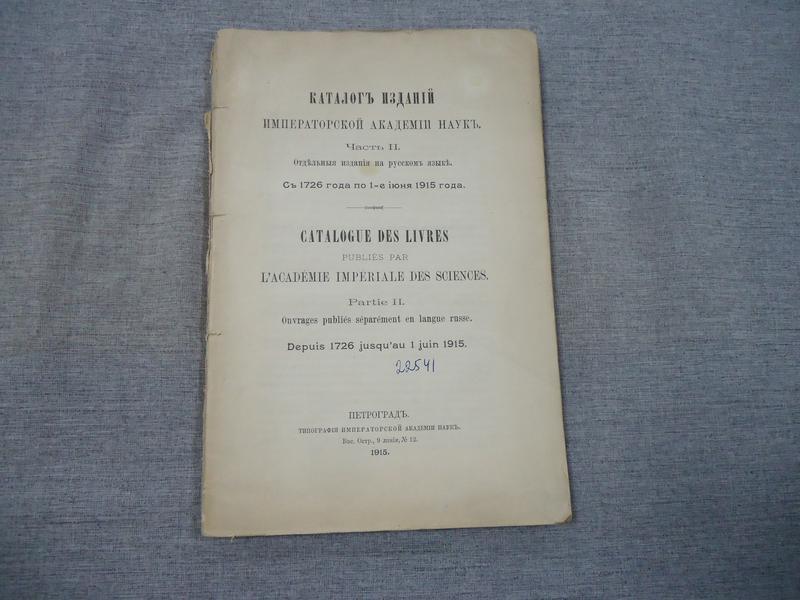 КАТАЛОГЪ ИЗДАНІЙ
ИМПЕРАТОРСКОЙ АКАДЕМІИ НАУКЪ.
Часть II.
Отдѣльныя изданія на русскомъ языкѣ.
Съ 1726 года по 1-е іюня 1915 года.
CATALOGUE DES LIVRES
PUBLIÉS PAR
L'ACADÉMIE IMPÉRIALE DES SCIENCES.
Partie II.
Ouvrages publiés séparément en langue russe.
Depuis 1726 jusqu'au 1 juin 1915.
22541
ПЕТРОГРАДЪ.
ТИПОГРАФІЯ ИМПЕРАТОРСКОЙ АКАДЕМІИ НАУКЪ.
Вас. Остр., 9 линія, № 12.
1915.